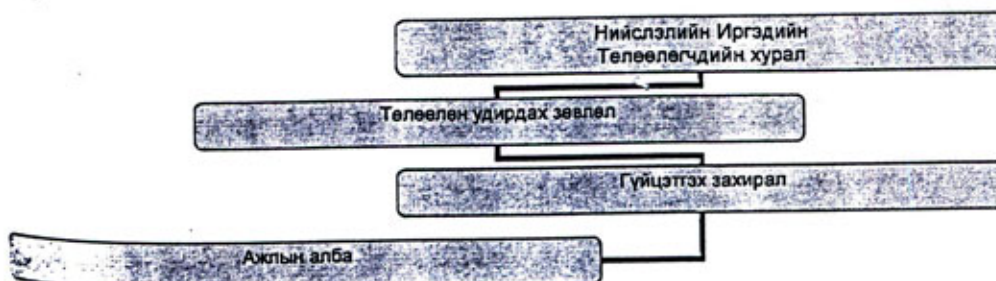 Нийслэлийн Иргэдийн
Төлөөлөгчдийн хурал
Төлөөлөн удирдах зөвлөл
Гүйцэтгэх захирал
Ажлын алба